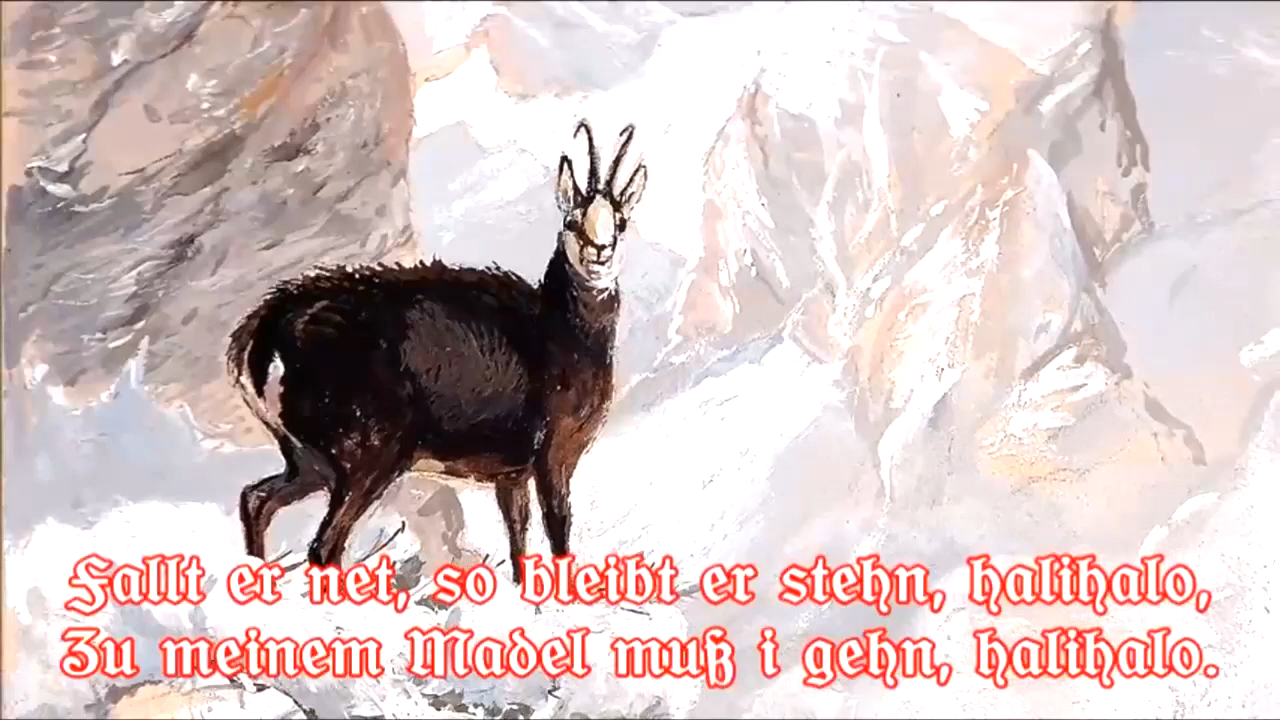 Fallt er net, so bleibt er stehn, halihalo,
Zu meinem Madel muß i gehn, halihalo.